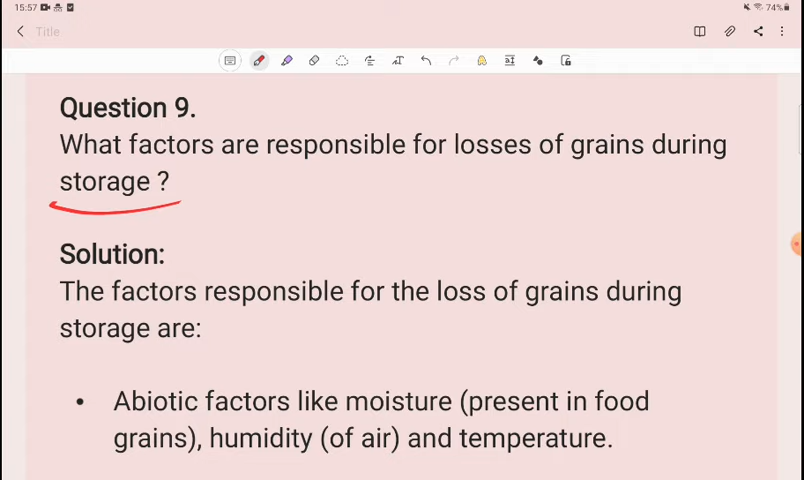 15:57
74%
Title
Question 9.
What factors are responsible for losses of grains during
storage ?
Solution:
The factors responsible for the loss of grains during
storage are:
• Abiotic factors like moisture (present in food
grains), humidity (of air) and temperature.